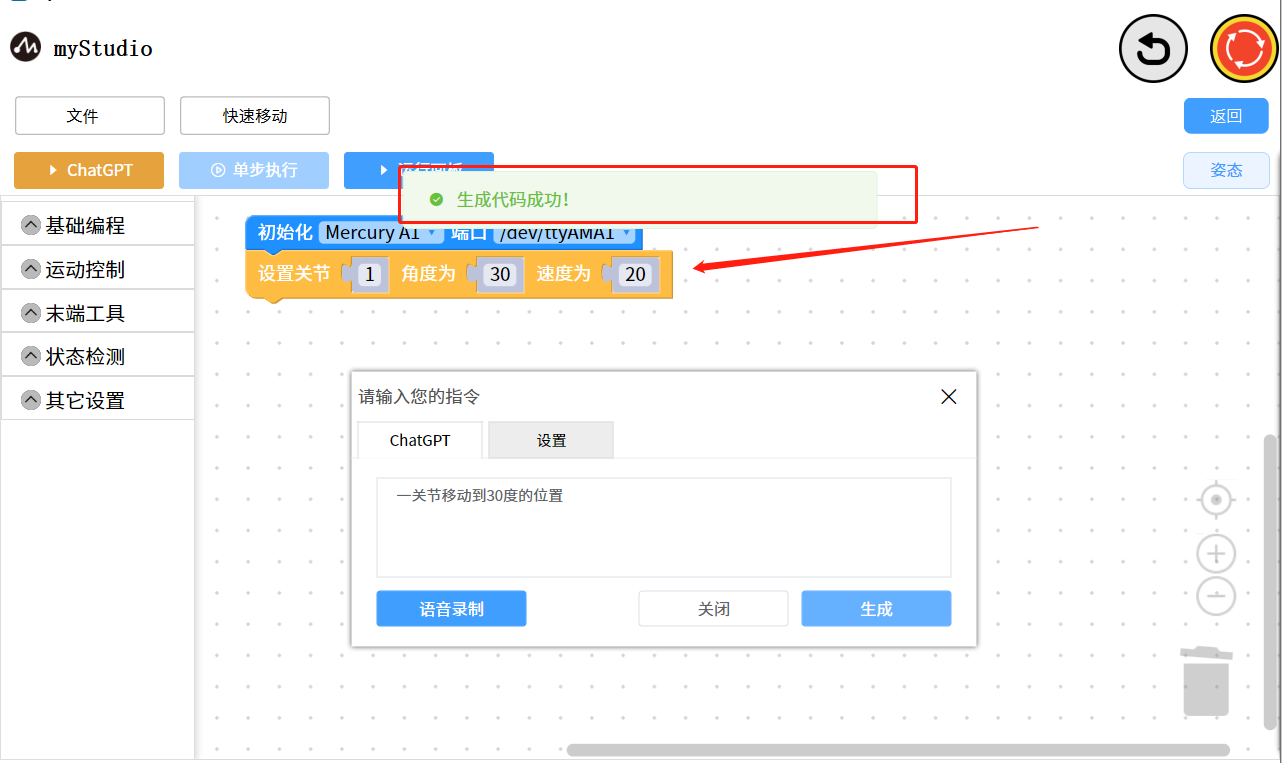 myStudio
文件
快速移动
返回
ChatGPT
单步执行
姿态
生成代码成功！
基础编程
运动控制
末端工具
状态检测
其它设置
初始化 Mercury A1 端口 /dev/ttyAMA1
设置关节 1 角度为 30 速度为 20
请输入您的指令
ChatGPT
设置
一关节移动到30度的位置
语音录制
关闭
生成